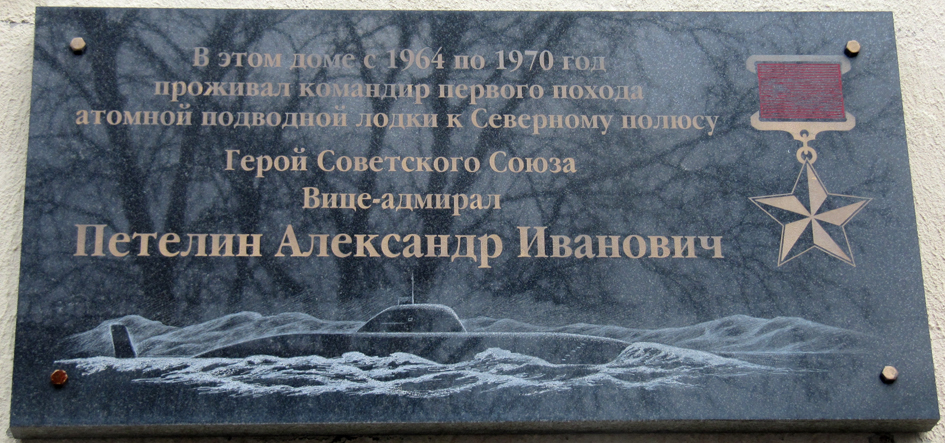 В этом доме с 1964 по 1970 год
проживал командир первого похода
атомной подводной лодки к Северному полюсу
Герой Советского Союза
Вице-адмирал
Петелин Александр Иванович